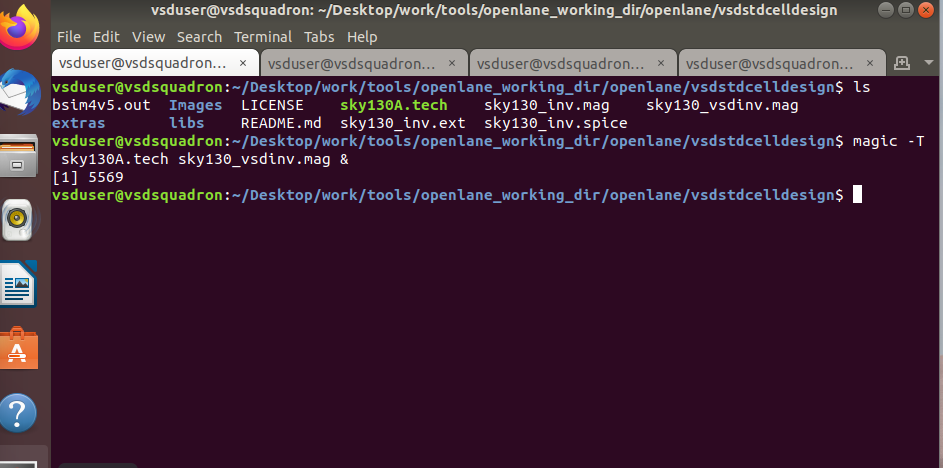 vsduser@vsdsquadron: ~/Desktop/work/tools/openlane_working_dir/openlane/vsdstdcelldesign
File Edit View Search Terminal Tabs Help
vsduser@vsdsquadron... × vsduser@vsdsquadron... × vsduser@vsdsquadron... × vsduser@vsdsquadron... ×
vsduser@vsdsquadron:~/Desktop/work/tools/openlane_working_dir/openlane/vsdstdcelldesign$ ls
bsim4v5.out Images LICENSE sky130A.tech sky130_inv.mag sky130_vsdinv.mag
extras libs README.md sky130_inv.ext sky130_inv.spice
vsduser@vsdsquadron:~/Desktop/work/tools/openlane_working_dir/openlane/vsdstdcelldesign$ magic -T
sky130A.tech sky130_vsdinv.mag &
[1] 5569
vsduser@vsdsquadron:~/Desktop/work/tools/openlane_working_dir/openlane/vsdstdcelldesign$